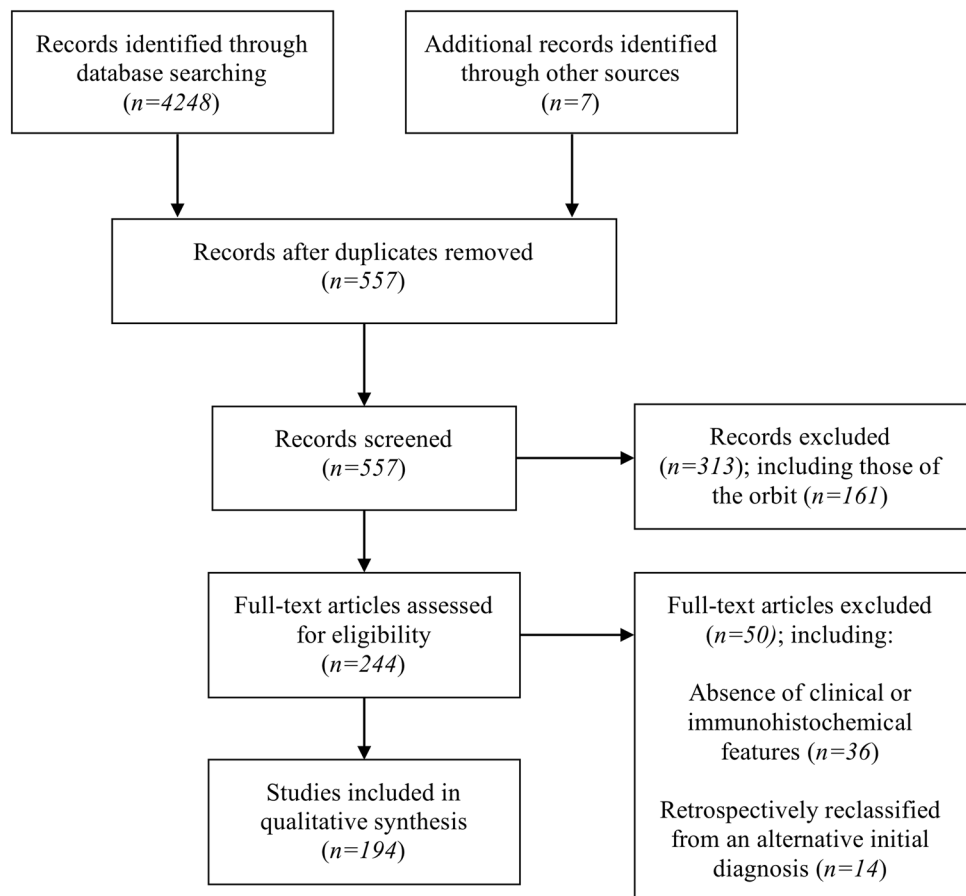 Records identified through
database searching
(n=4248)
Additional records identified
through other sources
(n=7)
Records after duplicates removed
(n=557)
Records screened
(n=557)
Records excluded
(n=313); including those of
the orbit (n=161)
Full-text articles assessed
for eligibility
(n=244)
Full-text articles excluded
(n=50); including:
Absence of clinical or
immunohistochemical
features (n=36)
Retrospectively reclassified
from an alternative initial
diagnosis (n=14)
Studies included in
qualitative synthesis
(n=194)